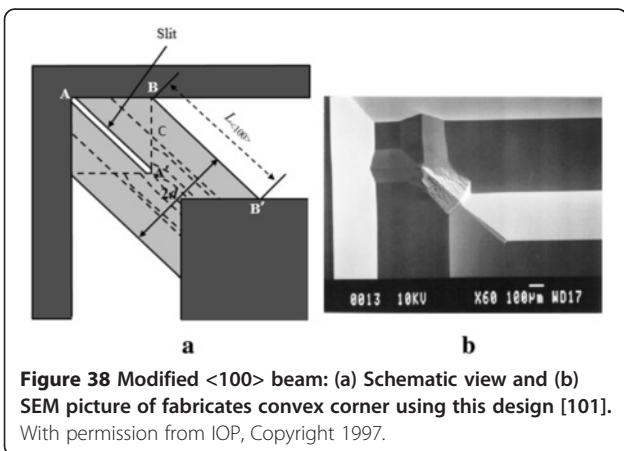 Slit
A
B
L<100>
C
A'
2d
B'
0013 10KV X60 100μm WD17
a
b
Figure 38 Modified <100> beam: (a) Schematic view and (b)
SEM picture of fabricates convex corner using this design [101].
With permission from IOP, Copyright 1997.